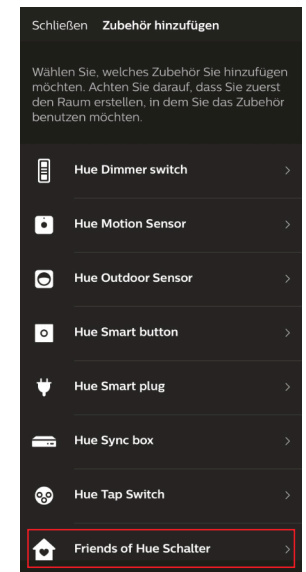 Schließen Zubehör hinzufügen
Wählen Sie, welches Zubehör Sie hinzufügen
möchten. Achten Sie darauf, dass Sie zuerst
den Raum erstellen, in dem Sie das Zubehör
benutzen möchten.
Hue Dimmer switch
Hue Motion Sensor
Hue Outdoor Sensor
Hue Smart button
Hue Smart plug
Hue Sync box
Hue Tap Switch
Friends of Hue Schalter